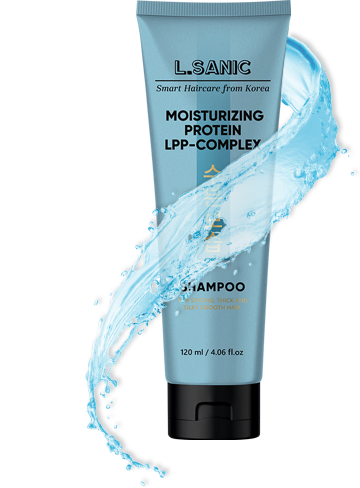 L.SANIC
Smart Haircare from Korea
MOISTURIZING
PROTEIN
LPP-COMPLEX
SHAMPOO
120 ml / 4.06 fl.oz